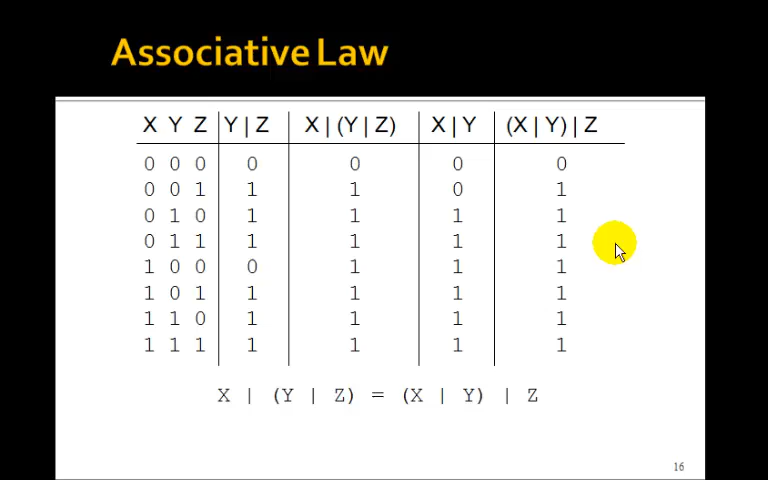 Associative Law
X Y Z Y | Z X | (Y | Z) X | Y (X | Y) | Z
0 0 0 0 0 0 0
0 0 1 1 1 0 1
0 1 0 1 1 1 1
0 1 1 1 1 1 1
1 0 0 0 1 1 1
1 0 1 1 1 1 1
1 1 0 1 1 1 1
1 1 1 1 1 1 1
X | (Y | Z) = (X | Y) | Z
16